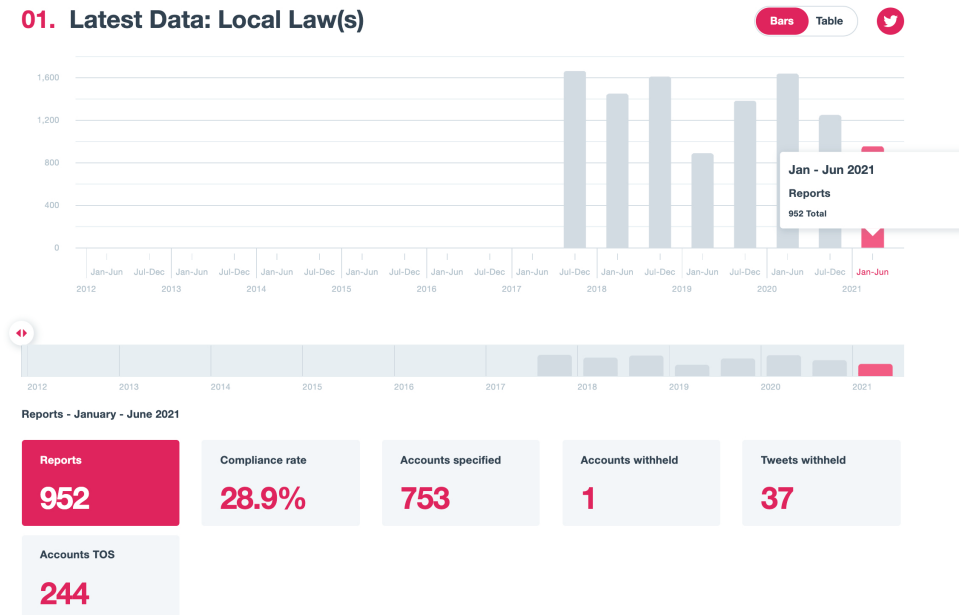 01. Latest Data: Local Law(s)
Bars Table
1,600
1,200
800
400
0
Jan - Jun 2021
Reports
952 Total
Jan-Jun Jul-Dec Jan-Jun Jul-Dec Jan-Jun Jul-Dec Jan-Jun Jul-Dec Jan-Jun Jul-Dec Jan-Jun Jul-Dec Jan-Jun Jul-Dec Jan-Jun Jul-Dec Jan-Jun Jul-Dec Jan-Jun
2012 2013 2014 2015 2016 2017 2018 2019 2020 2021
2012 2013 2014 2015 2016 2017 2018 2019 2020 2021
Reports - January - June 2021
Reports
952
Compliance rate
28.9%
Accounts specified
753
Accounts withheld
1
Tweets withheld
37
Accounts TOS
244